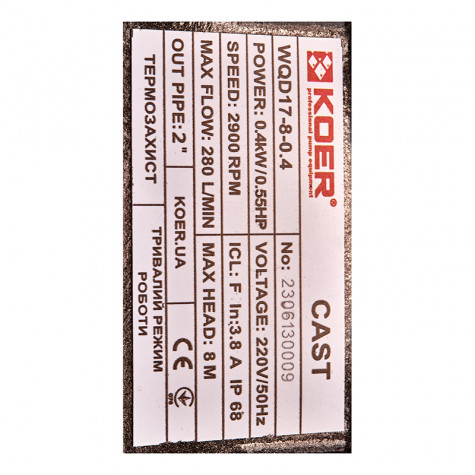 KOER®
professional pump equipment
CAST
WQD17-8-0.4
No: 2306130009
POWER: 0.4kW/0.55HP
VOLTAGE: 220V/50Hz
SPEED: 2900 RPM
ICL: F In:3.8 A IP 68
MAX FLOW: 280 L/MIN
MAX HEAD: 8 M
OUT PIPE: 2"
KOER.UA
CE
ТЕРМОЗАХИСТ
ТРИВАЛИЙ РЕЖИМ
РОБОТИ